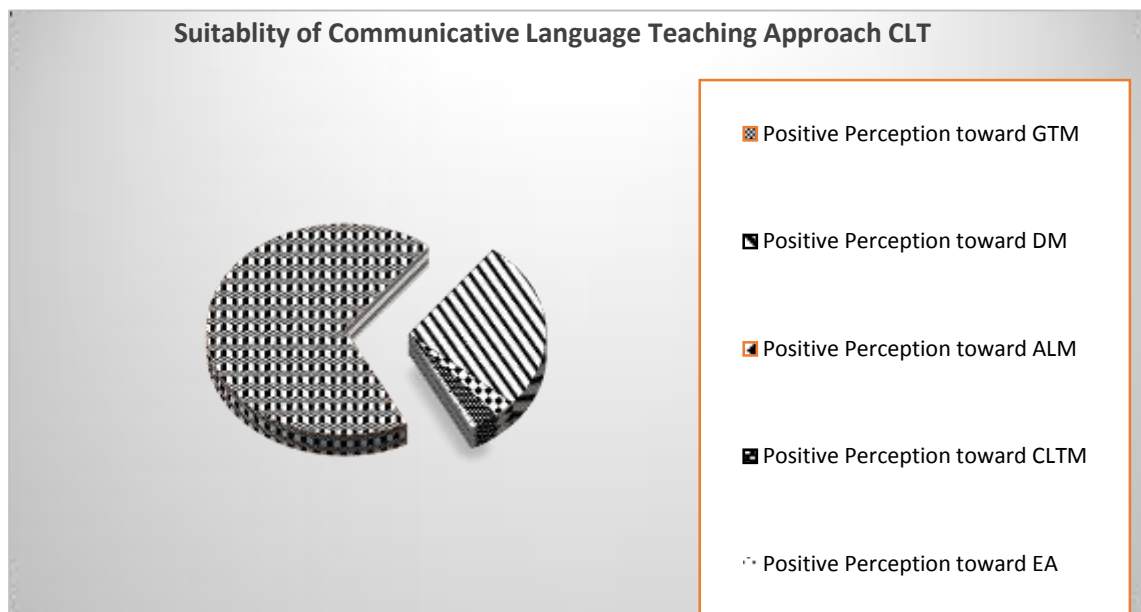 Suitablity of Communicative Language Teaching Approach CLT
Positive Perception toward GTM
Positive Perception toward DM
Positive Perception toward ALM
Positive Perception toward CLTM
Positive Perception toward EA